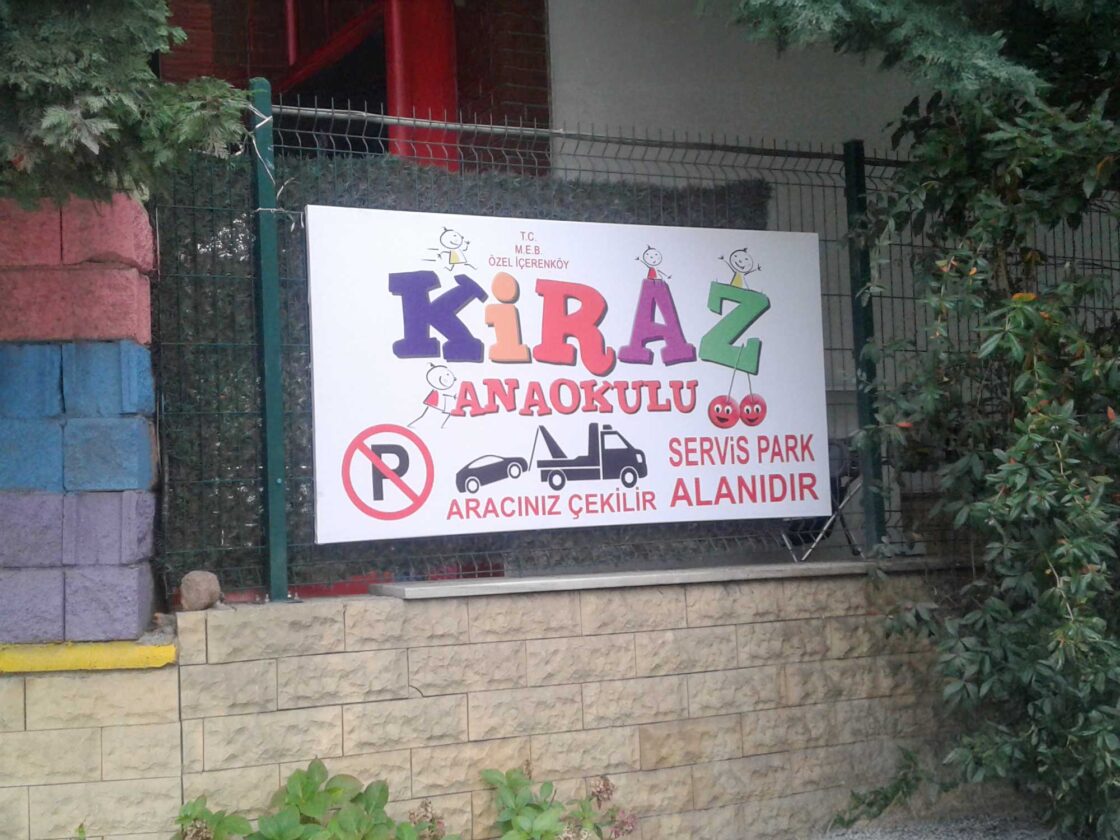 T.C.
M.E.B.
ÖZEL İÇERENKÖY
KiRAZ
ANAOKULU
P
ARACINIZ ÇEKİLİR
SERVİS PARK
ALANIDIR